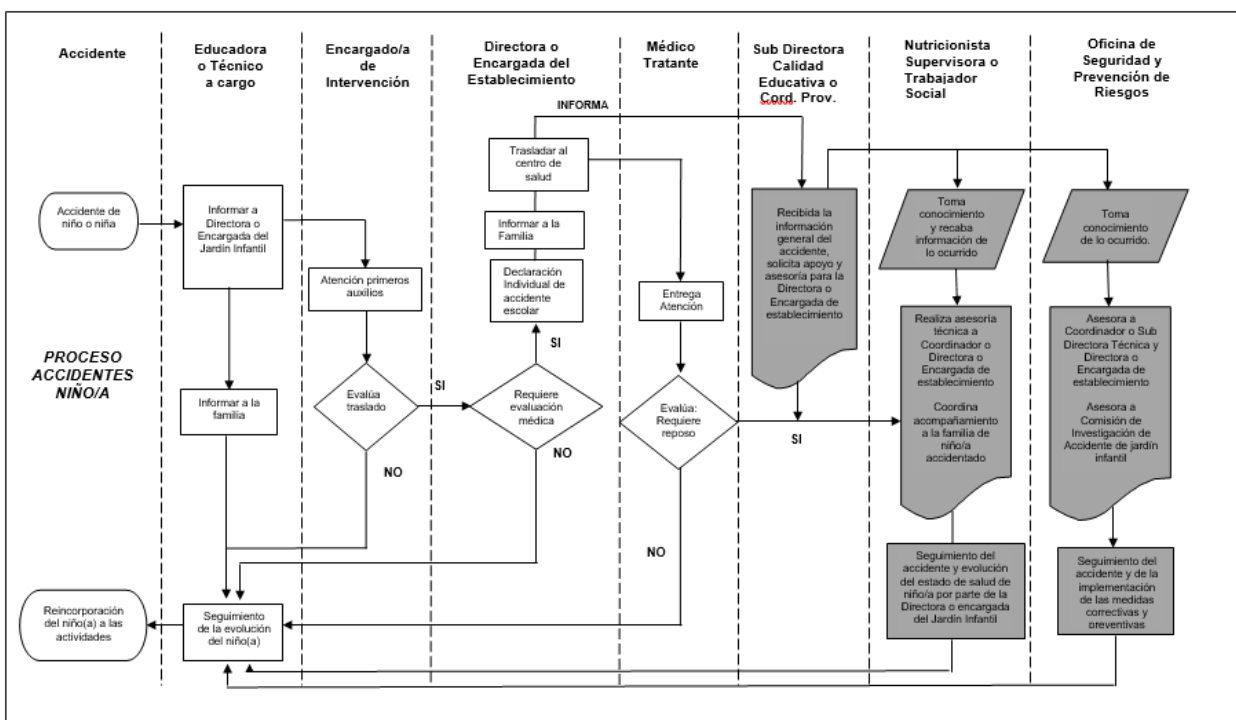 Accidente
Educadora
o Técnico
a cargo
Encargado/a
de
Intervención
Directora o
Encargada del
Establecimiento
Médico
Tratante
Sub Directora
Calidad
Educativa o
Cord. Prov.
Nutricionista
Supervisora o
Trabajador
Social
Oficina de
Seguridad y
Prevención de
Riesgos
INFORMA
Accidente de
niño o niña
Informar a
Directora o
Encargada del
Jardín Infantil
Atención primeros
auxilios
Trasladar al
centro de
salud
Informar a la
Familia
Declaración
Individual de
accidente
escolar
Entrega
Atención
Recibida la
información
general del
accidente,
solicita apoyo y
asesoría para la
Directora o
Encargada de
establecimiento
Toma
conocimiento
y recaba
información de
lo ocurrido
Toma
conocimiento
de lo ocurrido.
PROCESO
ACCIDENTES
NIÑO/A
Informar a la
familia
Evalúa
traslado
SI
SI
Requiere
evaluación
médica
NO
NO
Evalúa:
Requiere
reposo
SI
NO
Realiza asesoría
técnica a
Coordinador o
Directora o
Encargada de
establecimiento
Coordina
acompañamiento
a la familia de
niño/a
accidentado
Asesora a
Coordinador o Sub
Directora Técnica y
Directora o
Encargada de
establecimiento
Asesora a
Comisión de
Investigación de
Accidente de jardín
infantil
Reincorporación
del niño(a) a las
actividades
Seguimiento
de la evolución
del niño(a)
Seguimiento del
accidente y evolución
del estado de salud de
niño/a por parte de la
Directora o encargada
del Jardín Infantil
Seguimiento del
accidente y de la
implementación
de las medidas
correctivas y
preventivas